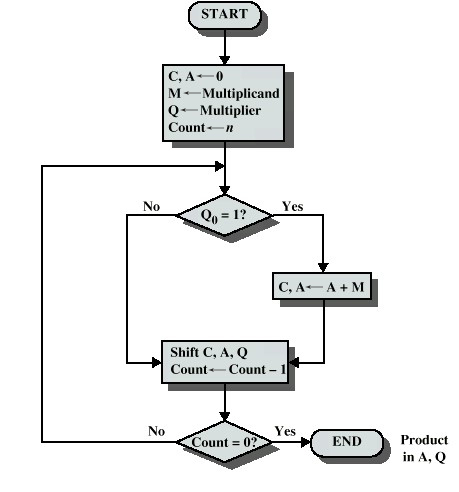 START
C, A ← 0
M ← Multiplicand
Q ← Multiplier
Count ← n
No
Yes
Q₀ = 1?
C, A ← A + M
Shift C, A, Q
Count ← Count – 1
No
Yes
Count = 0?
END
Product
in A, Q